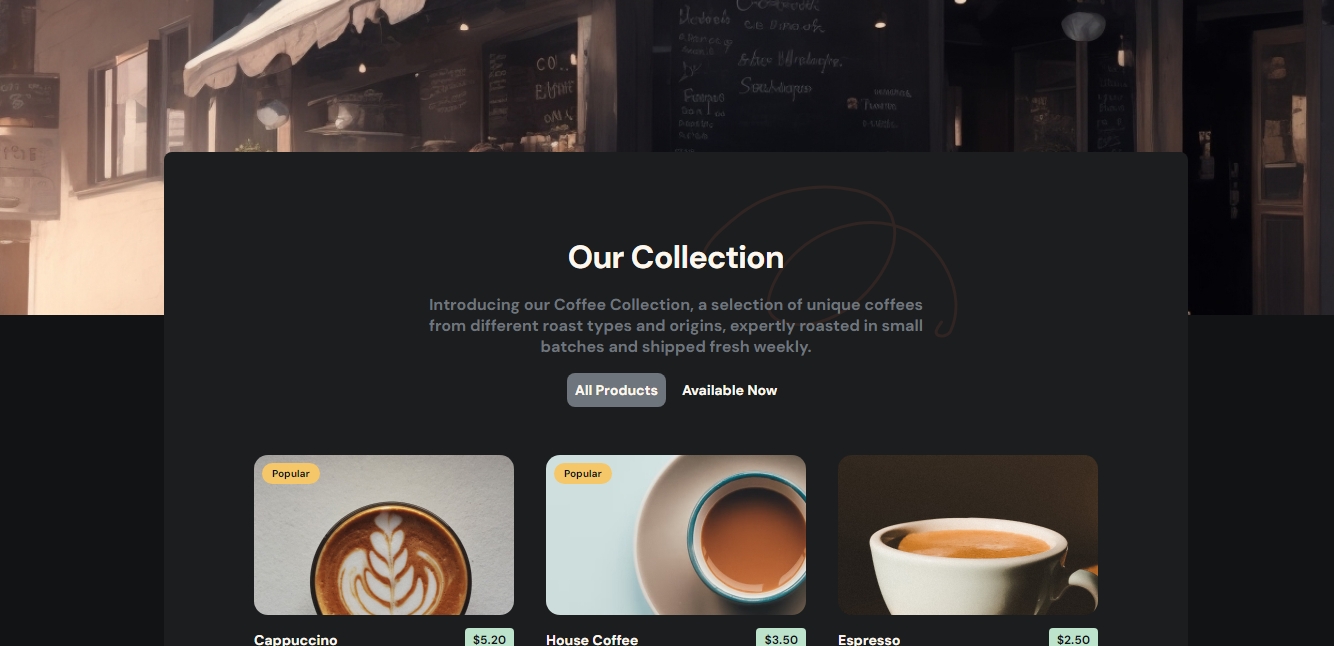 Our Collection
Introducing our Coffee Collection, a selection of unique coffees
from different roast types and origins, expertly roasted in small
batches and shipped fresh weekly.
All Products Available Now
Popular Popular
Cappuccino $5.20 House Coffee $3.50 Espresso $2.50